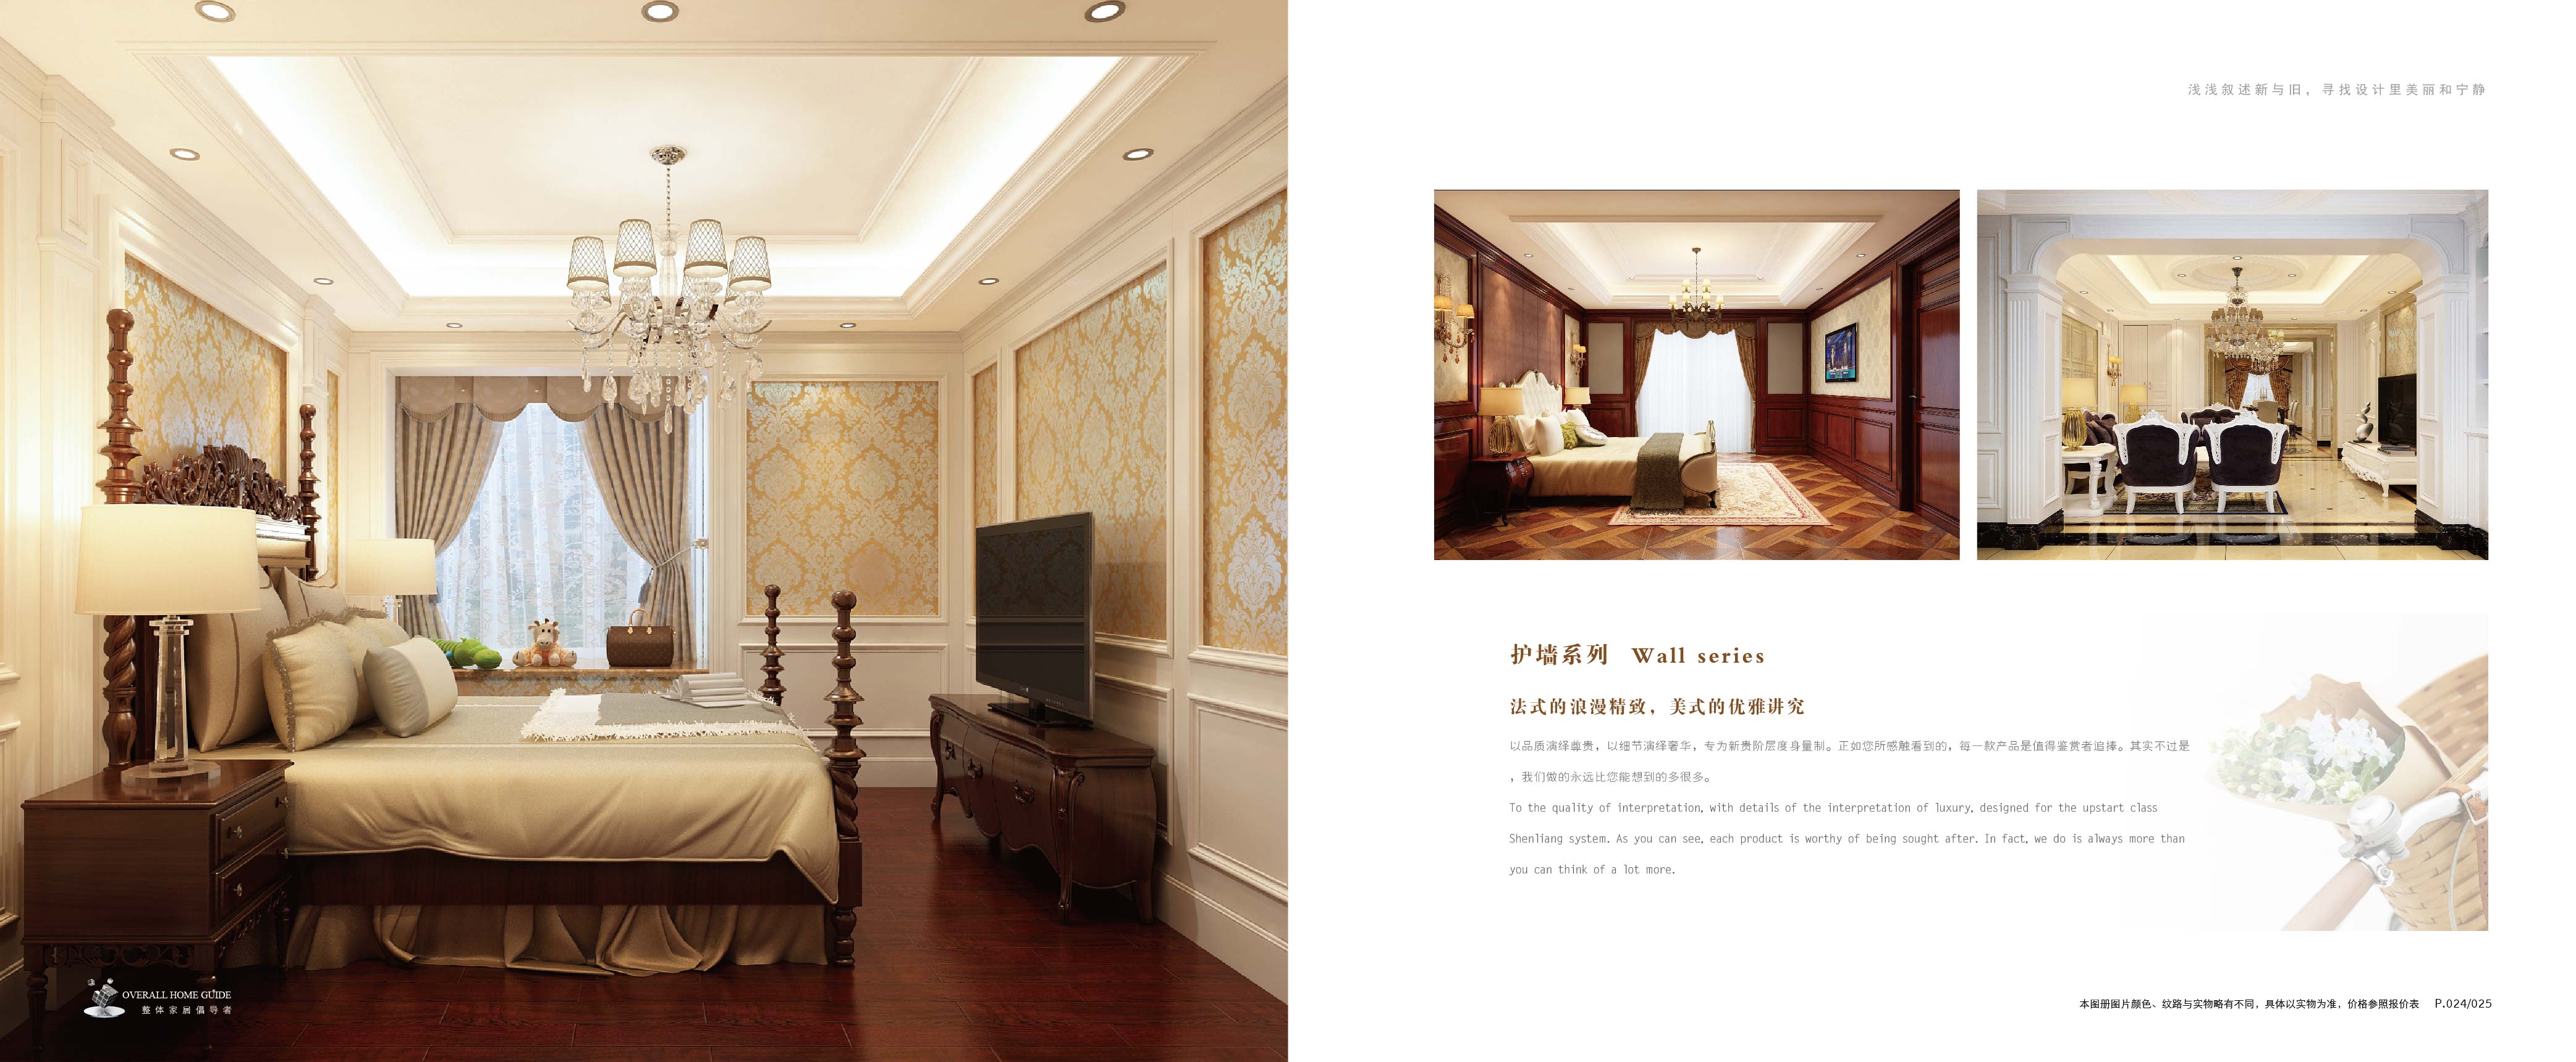 浅浅叙述新与旧，寻找设计里美丽和宁静
护墙系列 Wall series
法式的浪漫精致，美式的优雅讲究
以品质演绎尊贵，以细节演绎奢华，专为新贵阶层度身量制。正如您所感触看到的，每一款产品是值得鉴赏者追捧。其实不过是
，我们做的永远比您能想到的多很多。
To the quality of interpretation, with details of the interpretation of luxury, designed for the upstart class
Shenliang system. As you can see, each product is worthy of being sought after. In fact, we do is always more than
you can think of a lot more.
OVERALL HOME GUIDE
整体家居倡导者
本图册图片颜色、纹路与实物略有不同，具体以实物为准，价格参照报价表 P.024/025